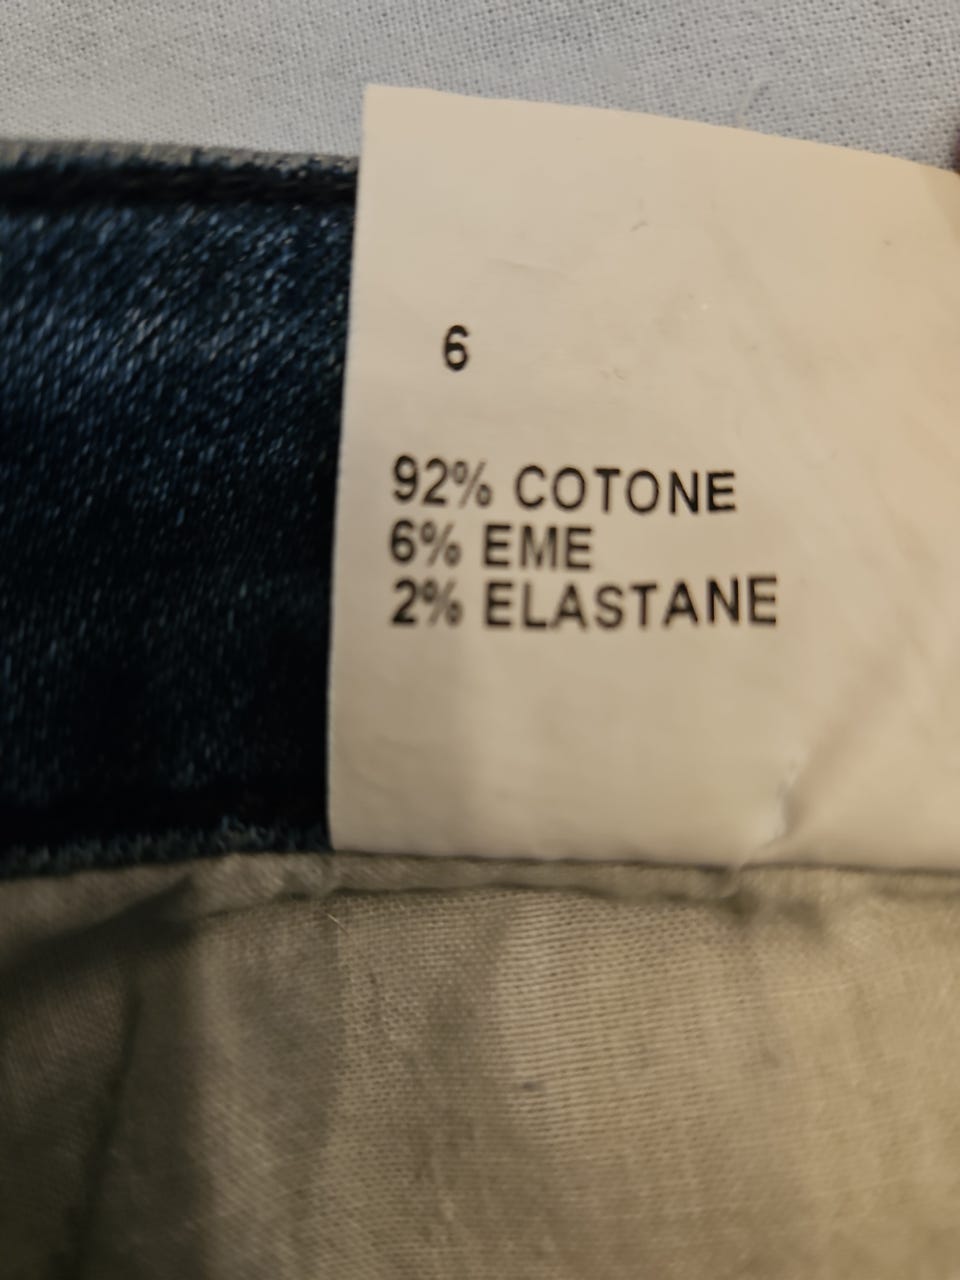 6
92% COTONE
6% EME
2% ELASTANE